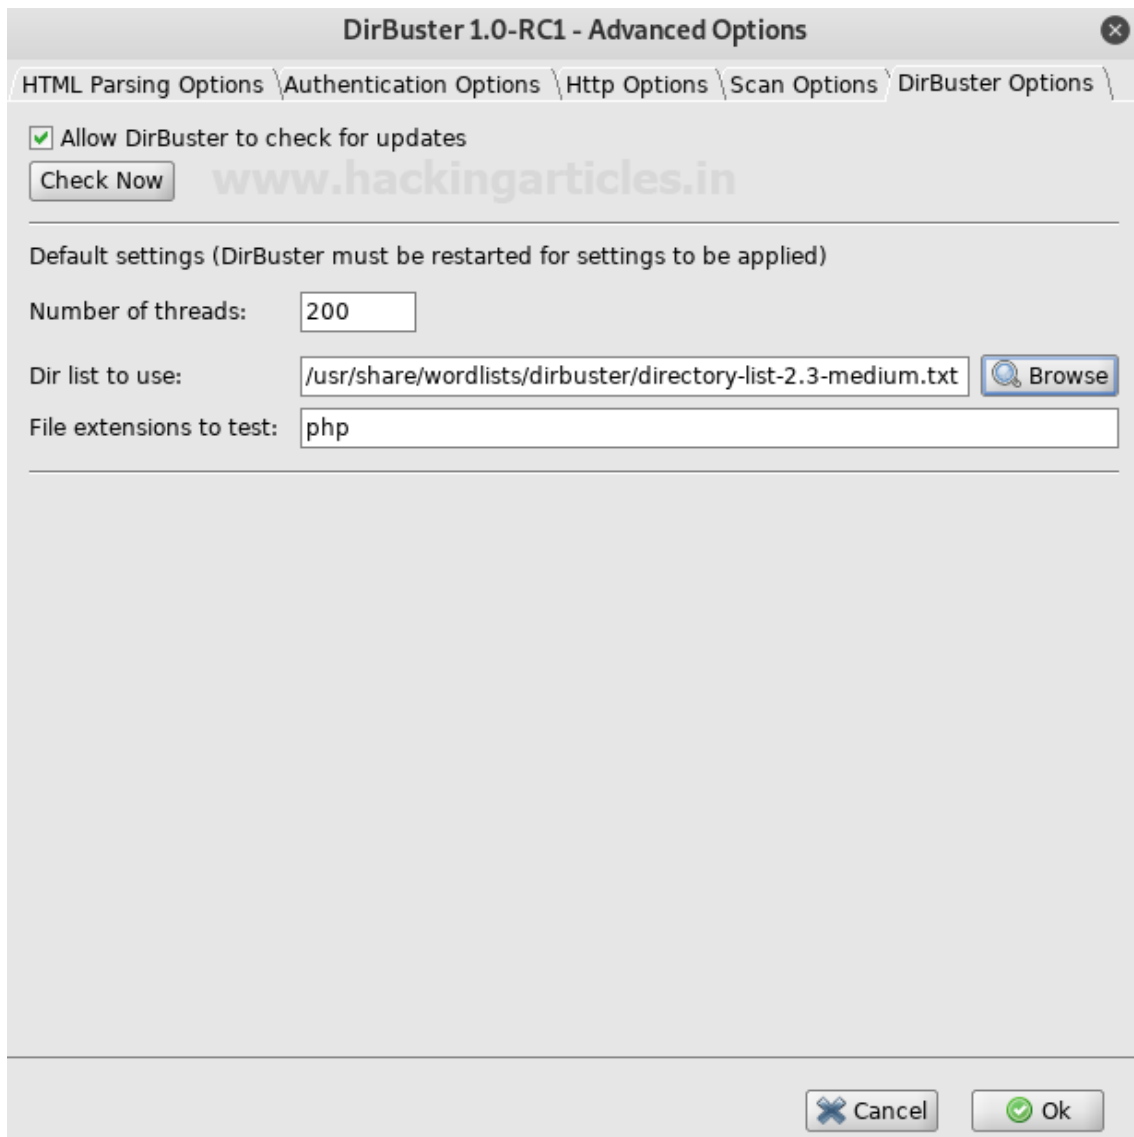 DirBuster 1.0-RC1 - Advanced Options
HTML Parsing Options Authentication Options Http Options Scan Options DirBuster Options
Allow DirBuster to check for updates
Check Now www.hackingarticles.in
Default settings (DirBuster must be restarted for settings to be applied)
Number of threads: 200
Dir list to use: /usr/share/wordlists/dirbuster/directory-list-2.3-medium.txt Browse
File extensions to test: php
Cancel Ok